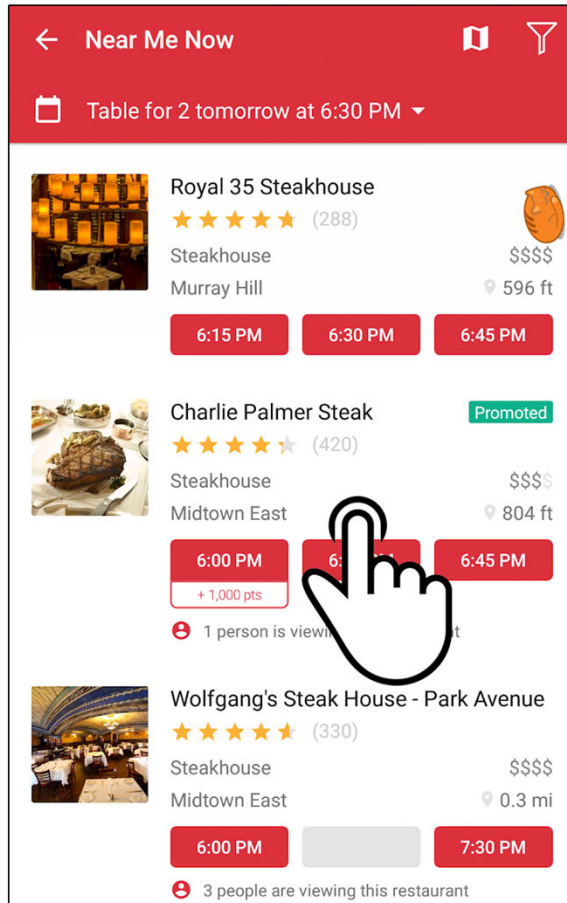 Near Me Now
Table for 2 tomorrow at 6:30 PM
Royal 35 Steakhouse
(288)
Steakhouse
$$$$
Murray Hill
596 ft
6:15 PM
6:30 PM
6:45 PM
Charlie Palmer Steak
Promoted
(420)
Steakhouse
$$$$
Midtown East
804 ft
6:00 PM
6:45 PM
+ 1,000 pts
1 person is
Wolfgang's Steak House - Park Avenue
(330)
Steakhouse
$$$$
Midtown East
0.3 mi
6:00 PM
7:30 PM
3 people are viewing this restaurant